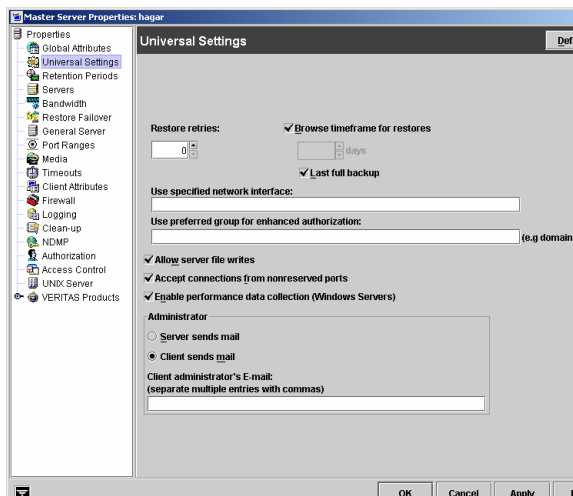 Master Server Properties: hagar
Properties
Global Attributes
Universal Settings
Retention Periods
Servers
Bandwidth
Restore Failover
General Server
Port Ranges
Media
Timeouts
Client Attributes
Firewall
Logging
Clean-up
NDMP
Authorization
Access Control
UNIX Server
VERITAS Products
Universal Settings
Def
Restore retries:
Browse timeframe for restores
0
days
Last full backup
Use specified network interface:
Use preferred group for enhanced authorization:
(e.g domain
Allow server file writes
Accept connections from nonreserved ports
Enable performance data collection (Windows Servers)
Administrator
Server sends mail
Client sends mail
Client administrator's E-mail:
(separate multiple entries with commas)
OK
Cancel
Apply